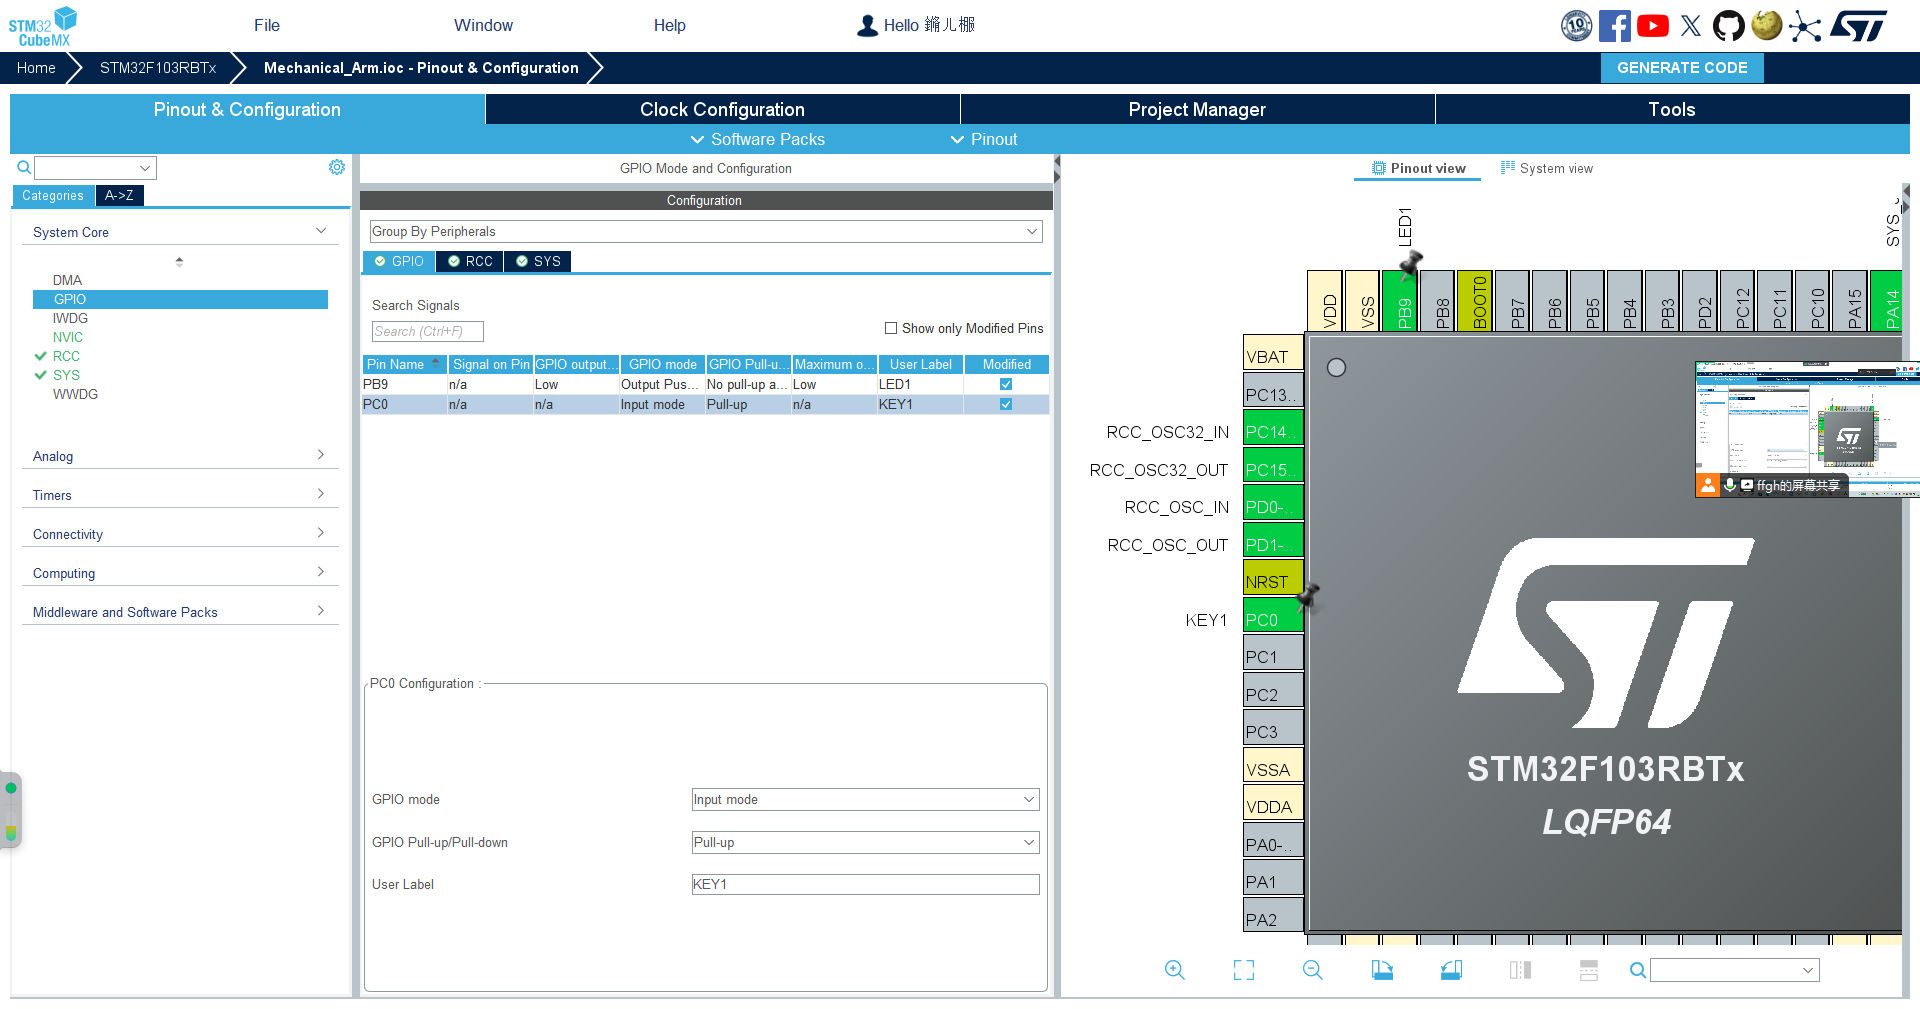 STM32
CubeMX
File
Window
Help
Hello 鏅ㄦ棴
10
GENERATE CODE
Home
STM32F103RBTx
Mechanical_Arm.ioc - Pinout & Configuration
Pinout & Configuration
Clock Configuration
Project Manager
Tools
Software Packs
Pinout
GPIO Mode and Configuration
Pinout view
System view
Categories
A->Z
Configuration
System Core
Group By Peripherals
GPIO
RCC
SYS
DMA
GPIO
IWDG
NVIC
RCC
SYS
WWDG
Search Signals
Search (Ctrl+F)
Show only Modified Pins
Pin Name
Signal on Pin
GPIO output...
GPIO mode
GPIO Pull-u...
Maximum o...
User Label
Modified
PB9
n/a
Low
Output Pus...
No pull-up a...
Low
LED1
PC0
n/a
n/a
Input mode
Pull-up
n/a
KEY1
Analog
Timers
Connectivity
Computing
Middleware and Software Packs
PC0 Configuration :
GPIO mode
Input mode
GPIO Pull-up/Pull-down
Pull-up
User Label
KEY1
LED1
VDD
VSS
PB9
PB8
BOOT0
PB7
PB6
PB5
PB4
PB3
PD2
PC12
PC11
PC10
PA15
PA14
VBAT
PC13..
RCC_OSC32_IN
PC14..
RCC_OSC32_OUT
PC15..
RCC_OSC_IN
PD0-..
RCC_OSC_OUT
PD1-..
NRST
KEY1
PC0
PC1
PC2
PC3
VSSA
VDDA
PA0-..
PA1
PA2
ffgh的屏幕共享
STM32F103RBTx
LQFP64